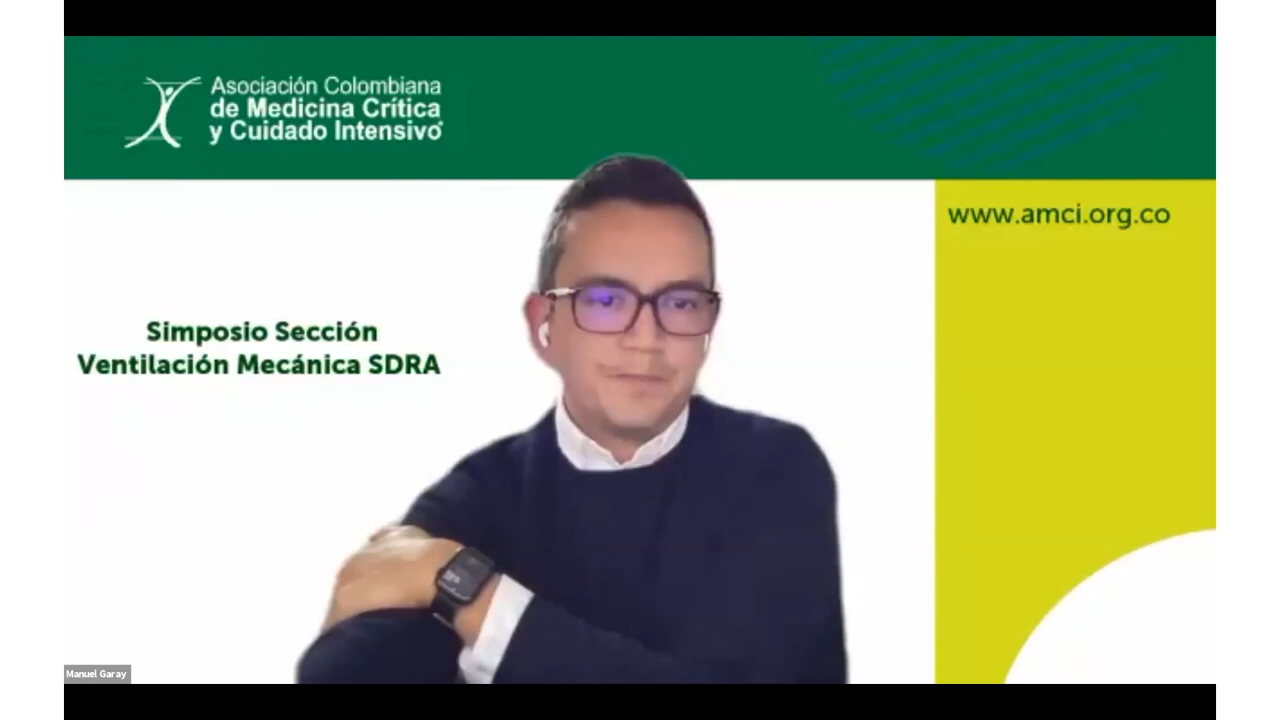 Asociación Colombiana
de Medicina Crítica
y Cuidado Intensivo
www.amci.org.co
Simposio Sección
Ventilación Mecánica SDRA
Manuel Garay